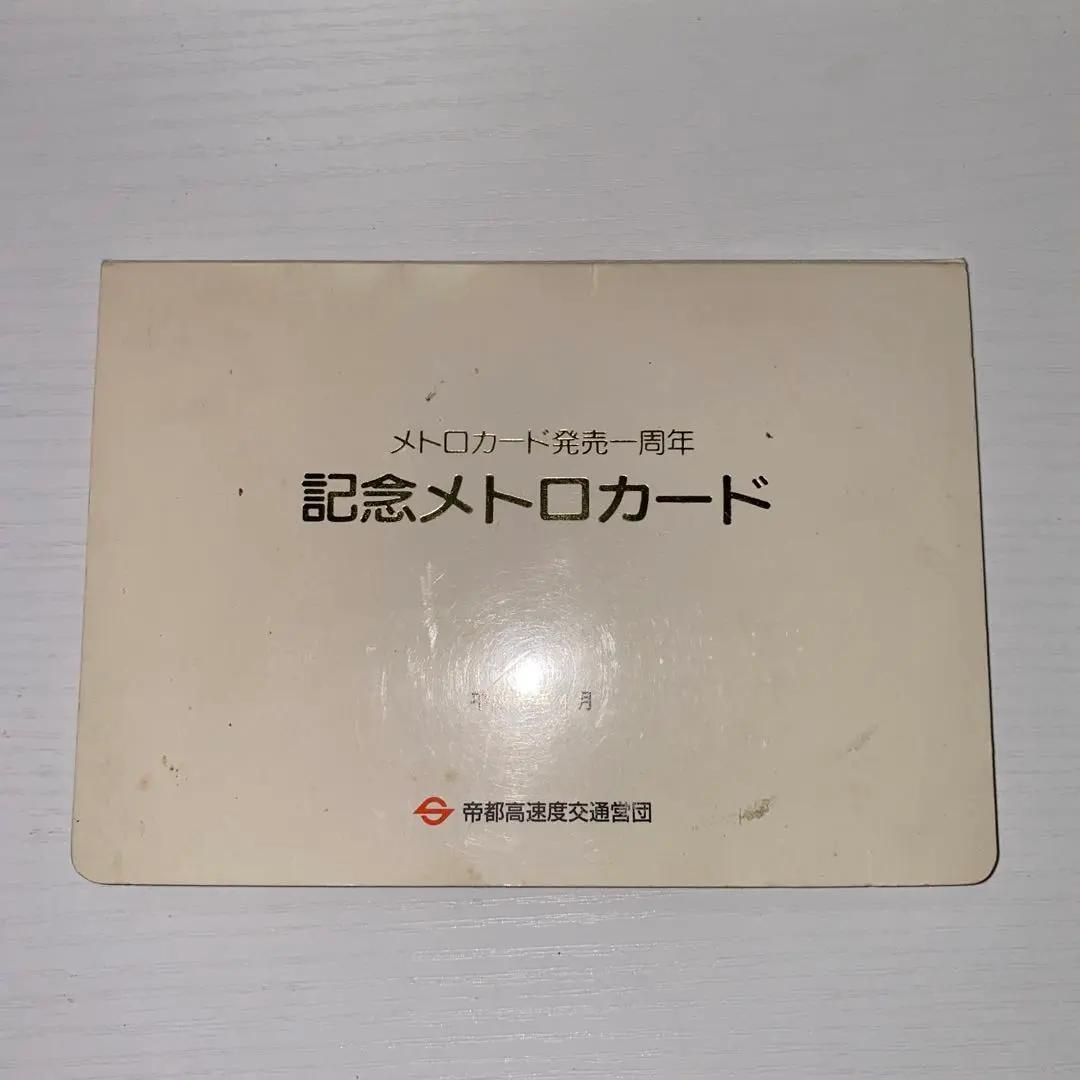 メトロカード発売一周年
記念メトロカード
月
帝都高速度交通営団